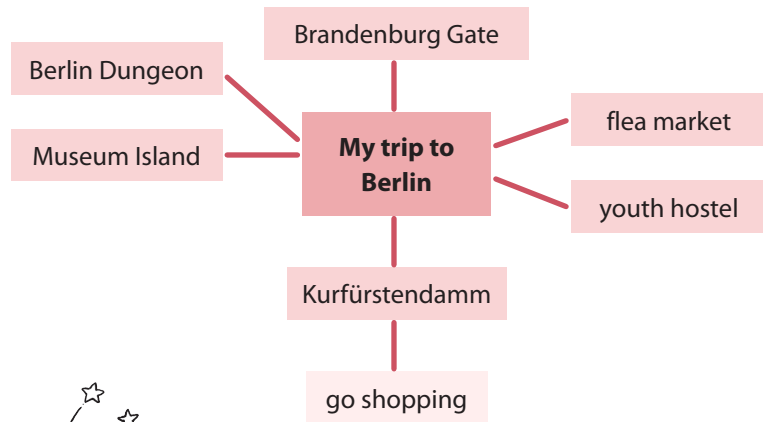 Brandenburg Gate
Berlin Dungeon
flea market
My trip to
Berlin
Museum Island
youth hostel
Kurfürstendamm
go shopping